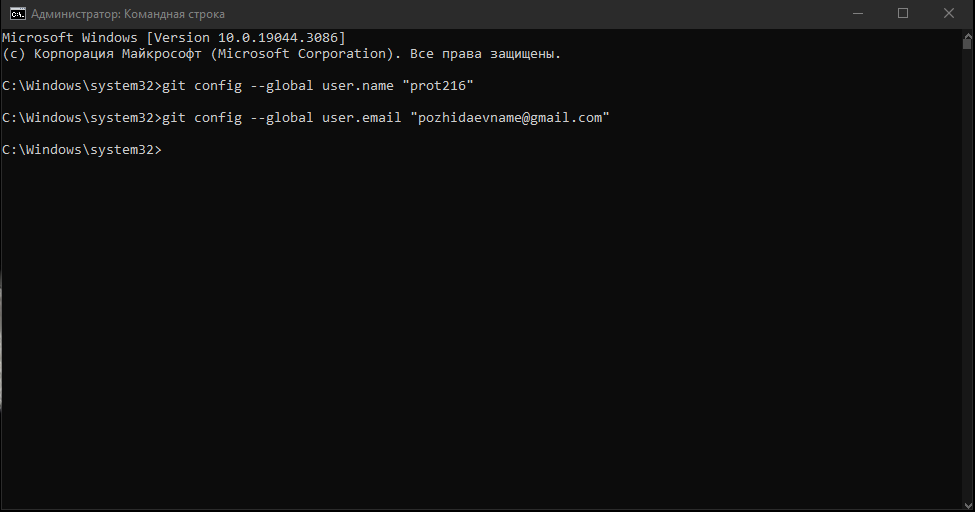 Администратор: Командная строка
Microsoft Windows [Version 10.0.19044.3086]
(c) Корпорация Майкрософт (Microsoft Corporation). Все права защищены.
C:\Windows\system32>git config --global user.name "prot216"
C:\Windows\system32>git config --global user.email "pozhidaevname@gmail.com"
C:\Windows\system32>